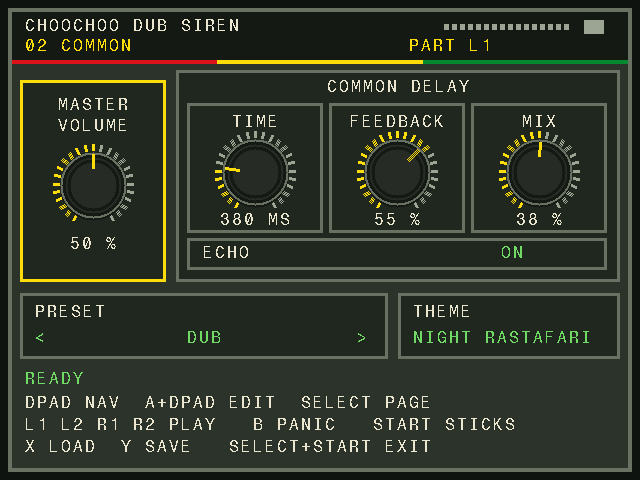 CHOOCHOO DUB SIREN
02 COMMON PART L1
MASTER
VOLUME
50 %
COMMON DELAY
TIME FEEDBACK MIX
380 MS 55 % 38 %
ECHO ON
PRESET
< DUB >
THEME
NIGHT RASTAFARI
READY
DPAD NAV A+DPAD EDIT SELECT PAGE
L1 L2 R1 R2 PLAY B PANIC START STICKS
X LOAD Y SAVE SELECT+START EXIT